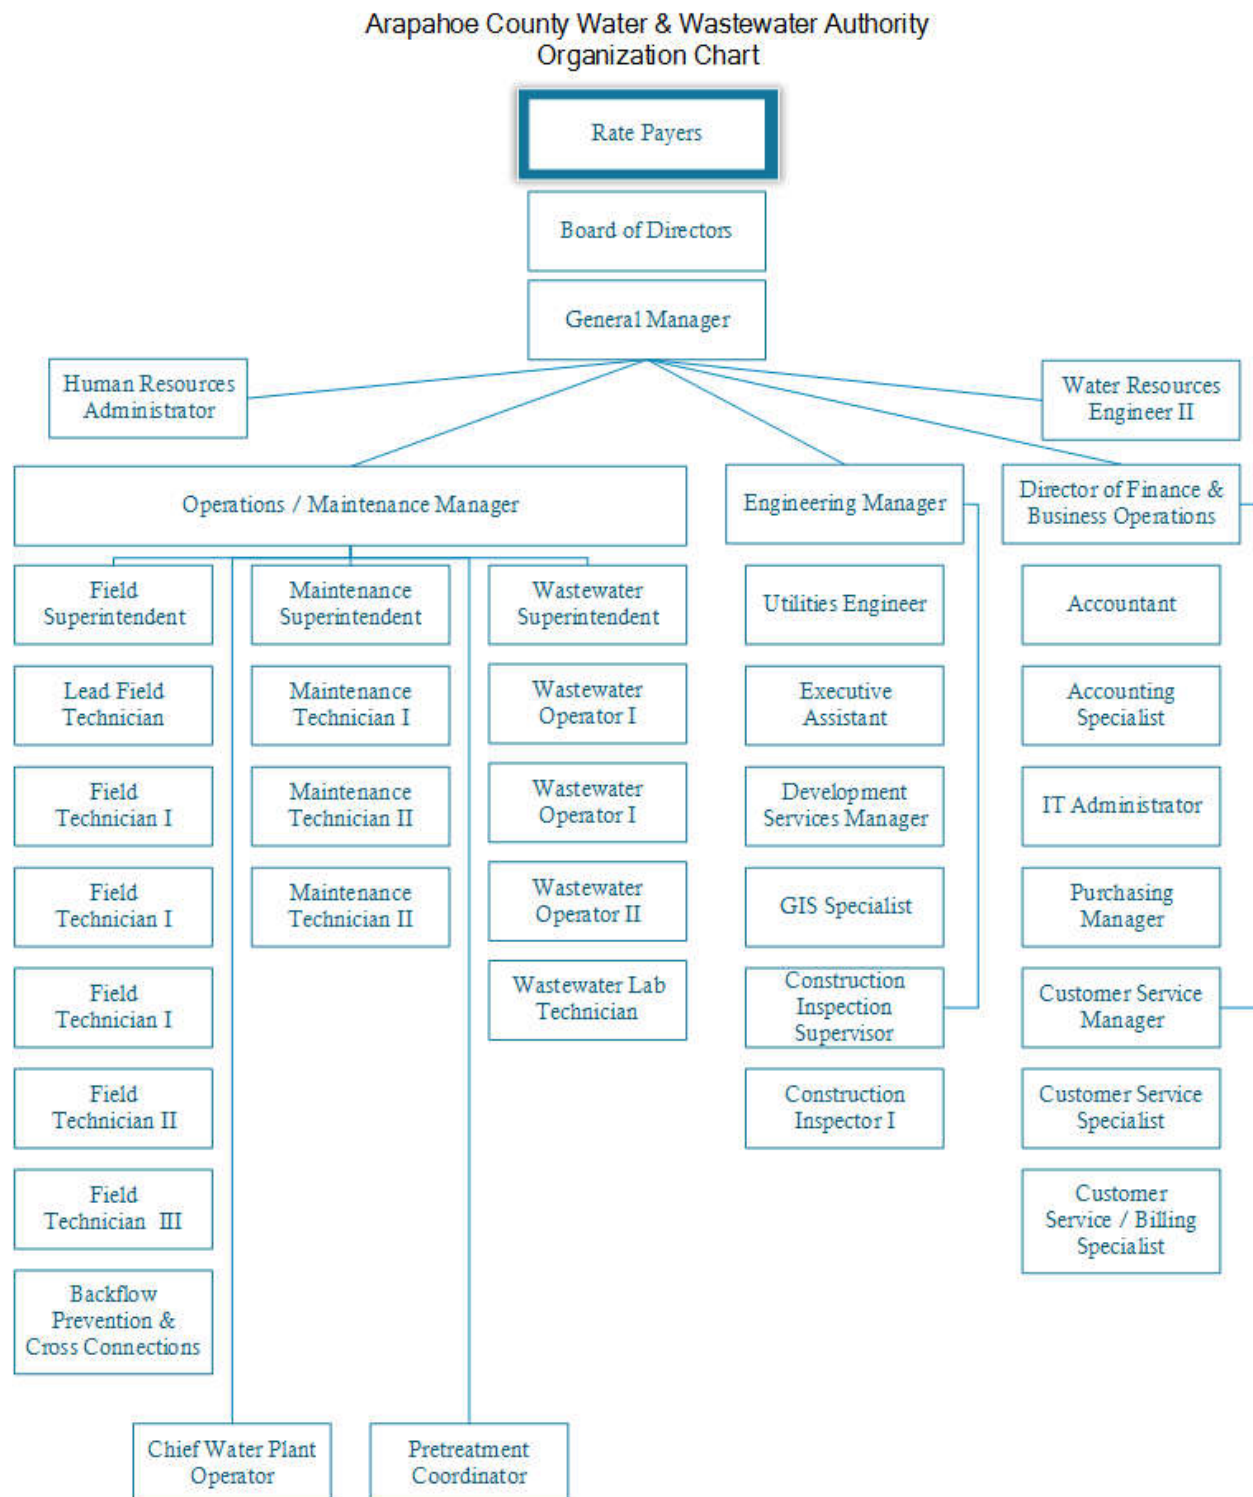 Arapahoe County Water & Wastewater Authority
Organization Chart
Rate Payers
Board of Directors
General Manager
Human Resources
Administrator
Water Resources
Engineer II
Operations / Maintenance Manager
Engineering Manager
Director of Finance &
Business Operations
Field
Superintendent
Maintenance
Superintendent
Wastewater
Superintendent
Utilities Engineer
Accountant
Lead Field
Technician
Maintenance
Technician I
Wastewater
Operator I
Executive
Assistant
Accounting
Specialist
Field
Technician I
Maintenance
Technician II
Wastewater
Operator I
Development
Services Manager
IT Administrator
Field
Technician I
Maintenance
Technician II
Wastewater
Operator II
GIS Specialist
Purchasing
Manager
Field
Technician I
Wastewater Lab
Technician
Construction
Inspection
Supervisor
Customer Service
Manager
Field
Technician II
Construction
Inspector I
Customer Service
Specialist
Field
Technician III
Customer
Service / Billing
Specialist
Backflow
Prevention &
Cross Connections
Chief Water Plant
Operator
Pretreatment
Coordinator